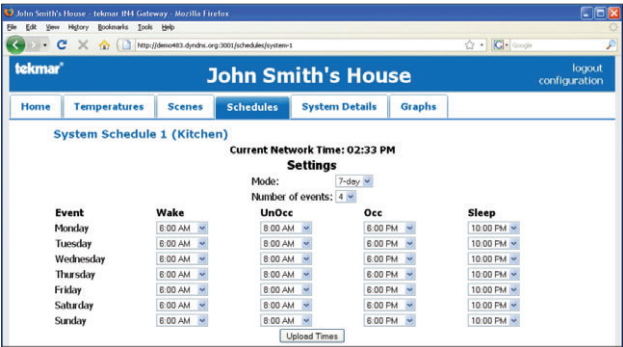 John Smith's House - tekmar IN4 Gateway - Mozilla Firefox
File Edit View History Bookmarks Tools Help
http://demo483.dyndns.org:3001/schedules/system-1 Google
tekmar® John Smith's House logout
configuration
Home Temperatures Scenes Schedules System Details Graphs
System Schedule 1 (Kitchen)
Current Network Time: 02:33 PM
Settings
Mode: 7-day
Number of events: 4
Event Wake UnOcc Occ Sleep
Monday 6:00 AM 8:00 AM 6:00 PM 10:00 PM
Tuesday 6:00 AM 8:00 AM 6:00 PM 10:00 PM
Wednesday 6:00 AM 8:00 AM 6:00 PM 10:00 PM
Thursday 6:00 AM 8:00 AM 6:00 PM 10:00 PM
Friday 6:00 AM 8:00 AM 6:00 PM 10:00 PM
Saturday 6:00 AM 8:00 AM 6:00 PM 10:00 PM
Sunday 6:00 AM 8:00 AM 6:00 PM 10:00 PM
Upload Times